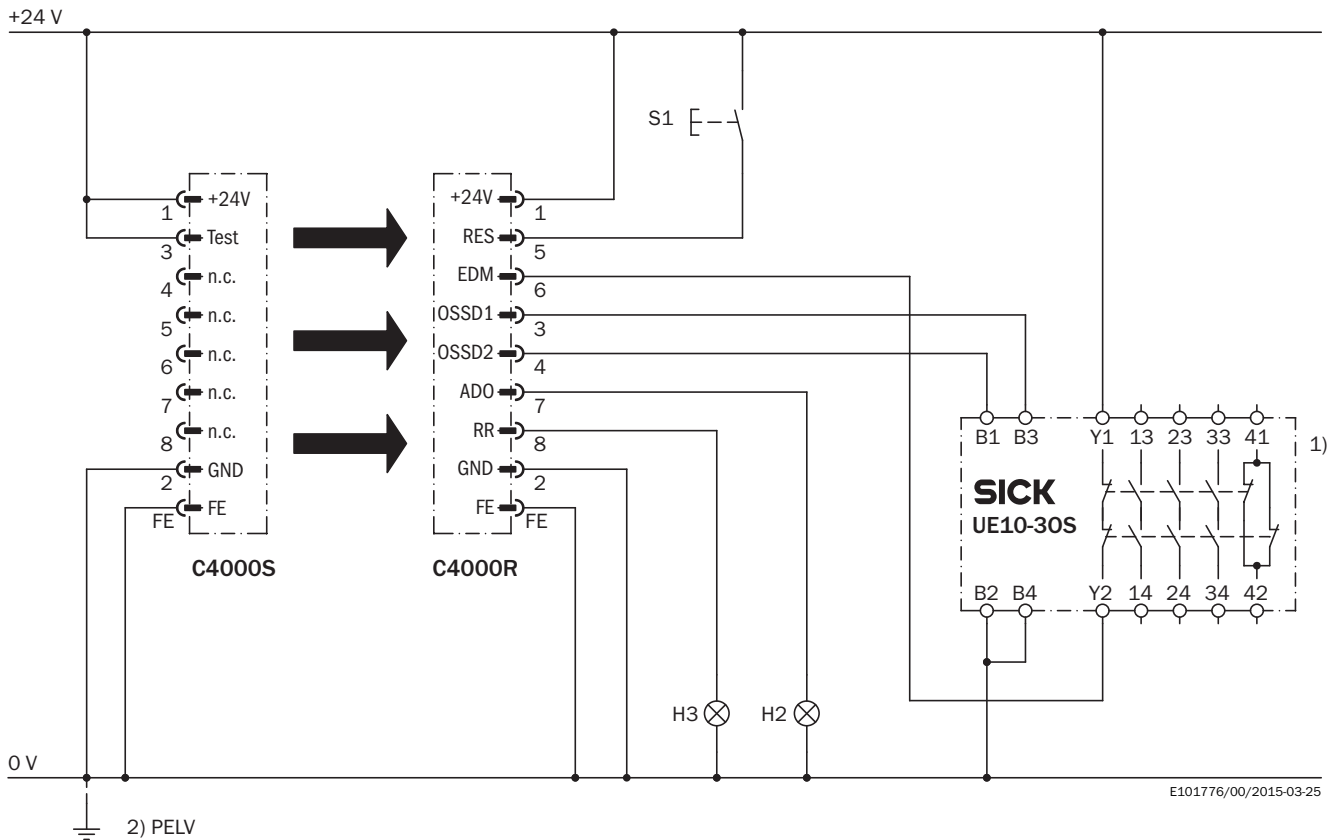 +24 V
S1
+24V
1
Test
3
n.c.
4
n.c.
5
n.c.
6
n.c.
7
n.c.
8
GND
2
FE
FE
C4000S
+24V
1
RES
5
EDM
6
OSSD1
3
OSSD2
4
ADO
7
RR
8
GND
2
FE
FE
C4000R
B1 B3 Y1 13 23 33 41
1)
SICK
UE10-30S
B2 B4 Y2 14 24 34 42
H3
H2
0 V
E101776/00/2015-03-25
2) PELV